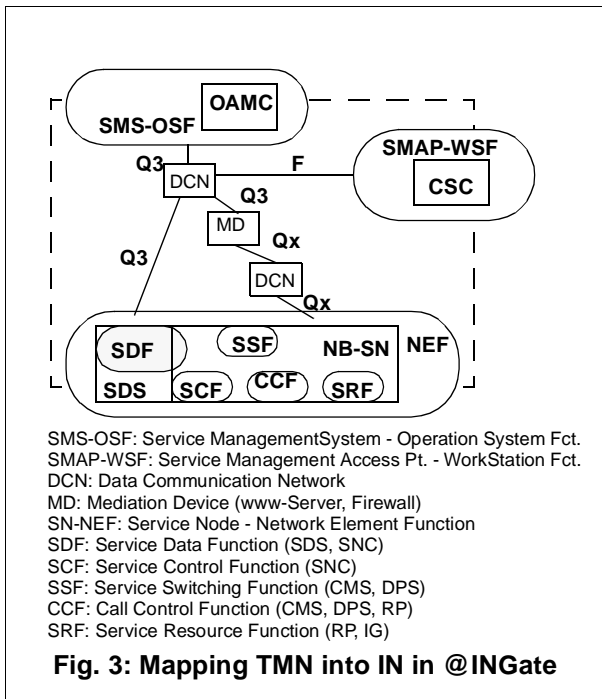 OAMC
SMS-OSF
SMAP-WSF
CSC
Q3
DCN
F
Q3
MD
Qx
Q3
DCN
Qx
SDF
SSF
NB-SN
NEF
SDS
SCF
CCF
SRF
SMS-OSF: Service ManagementSystem - Operation System Fct.
SMAP-WSF: Service Management Access Pt. - WorkStation Fct.
DCN: Data Communication Network
MD: Mediation Device (www-Server, Firewall)
SN-NEF: Service Node - Network Element Function
SDF: Service Data Function (SDS, SNC)
SCF: Service Control Function (SNC)
SSF: Service Switching Function (CMS, DPS)
CCF: Call Control Function (CMS, DPS, RP)
SRF: Service Resource Function (RP, IG)
Fig. 3: Mapping TMN into IN in @INGate